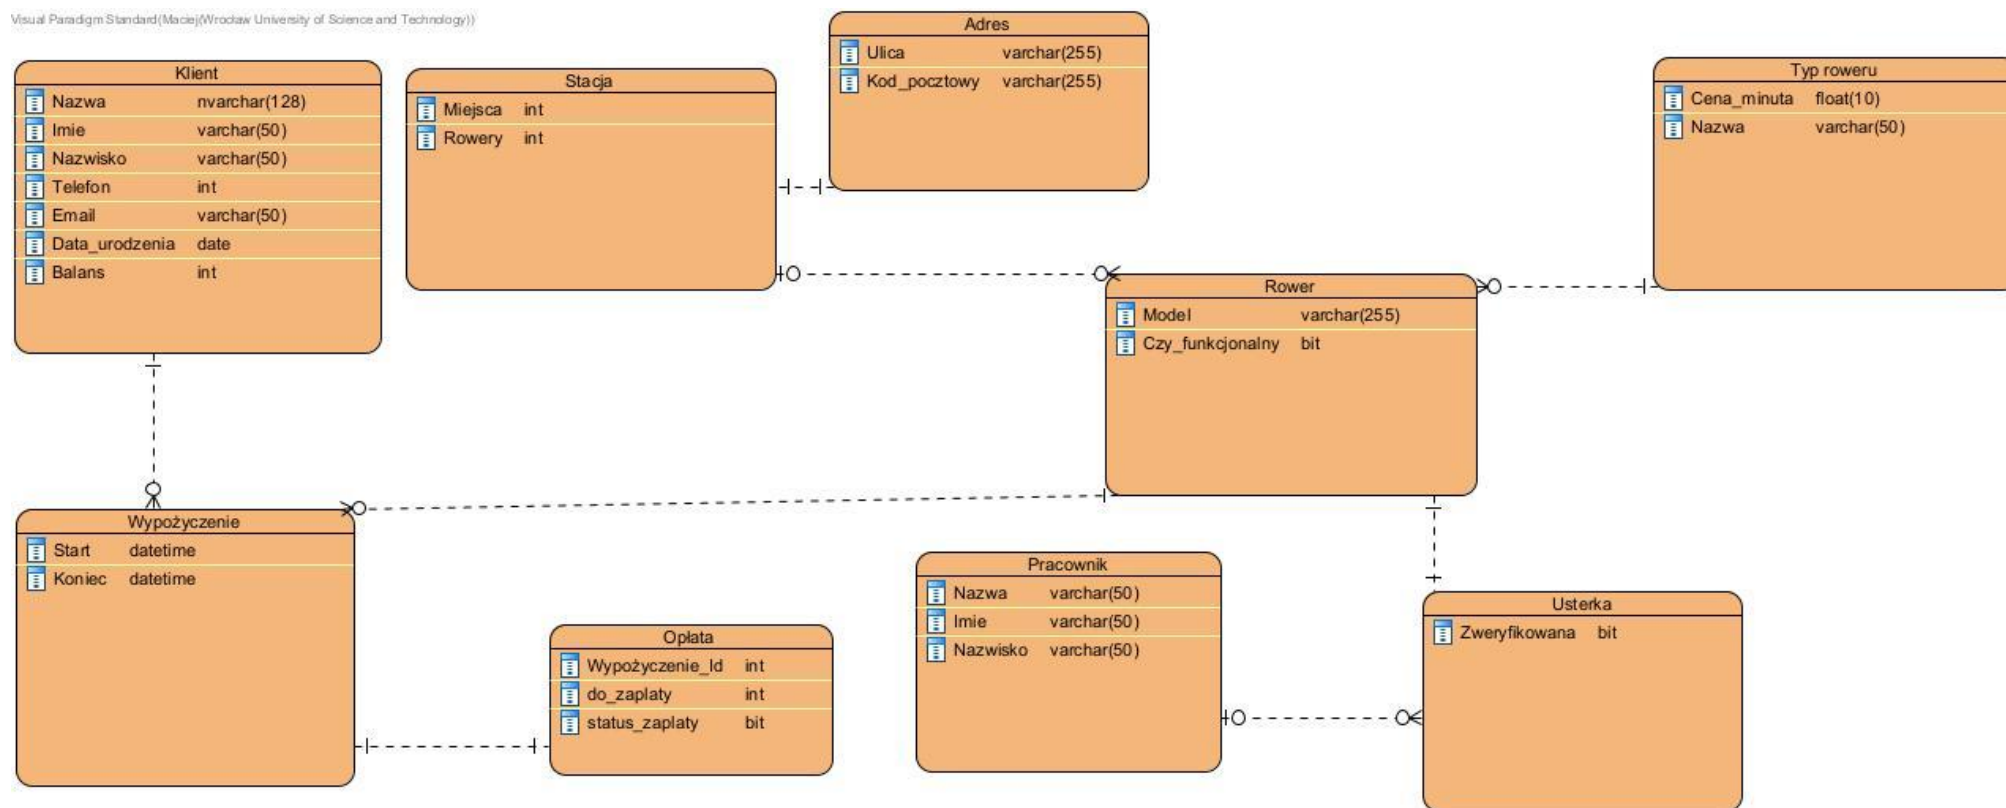 Visual Paradigm Standard(Maciej(Wrocław University of Science and Technology))
Klient
Nazwa nvarchar(128)
Imie varchar(50)
Nazwisko varchar(50)
Telefon int
Email varchar(50)
Data_urodzenia date
Balans int
Stacja
Miejsca int
Rowery int
Adres
Ulica varchar(255)
Kod_pocztowy varchar(255)
Typ roweru
Cena_minuta float(10)
Nazwa varchar(50)
Rower
Model varchar(255)
Czy_funkcjonalny bit
Wypożyczenie
Start datetime
Koniec datetime
Opłata
Wypożyczenie_Id int
do_zaplaty int
status_zaplaty bit
Pracownik
Nazwa varchar(50)
Imie varchar(50)
Nazwisko varchar(50)
Usterka
Zweryfikowana bit